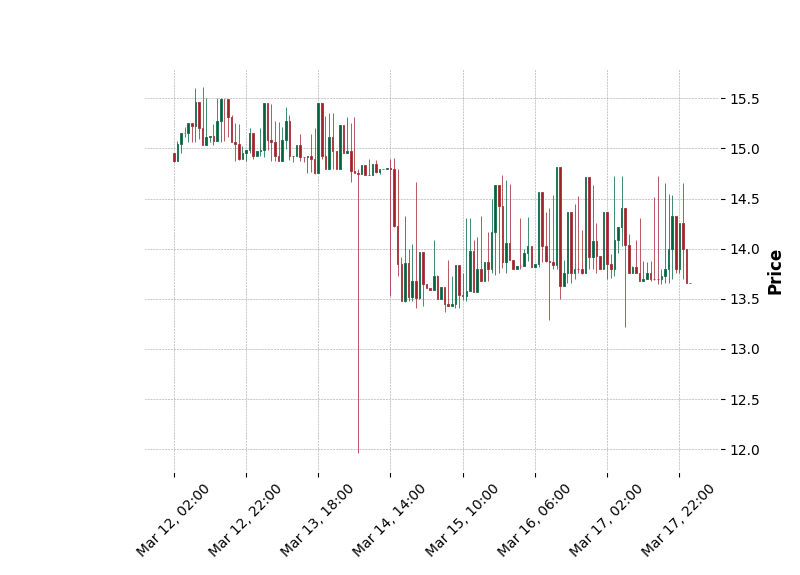 15.5
15.0
14.5
14.0
13.5
13.0
12.5
12.0
Price
Mar 12, 02:00
Mar 12, 22:00
Mar 13, 18:00
Mar 14, 14:00
Mar 15, 10:00
Mar 16, 06:00
Mar 17, 02:00
Mar 17, 22:00